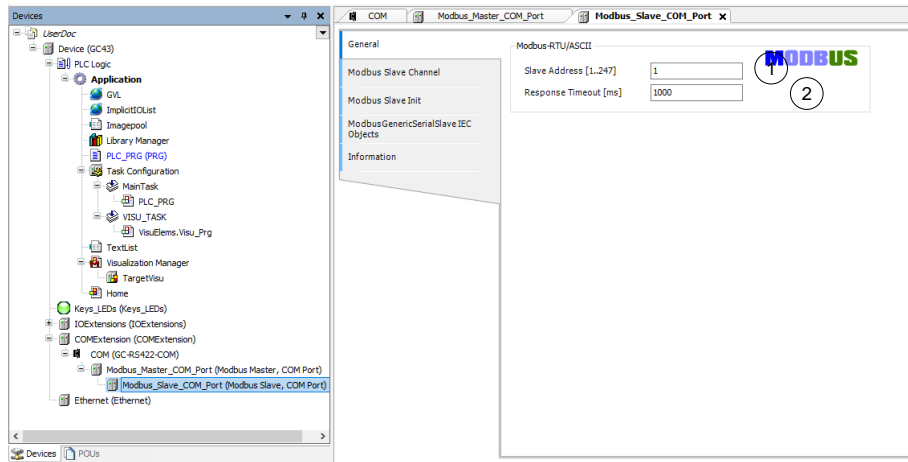 Devices
UserDoc
Device (GC43)
PLC Logic
Application
GVL
ImplicitIOList
Imagepool
Library Manager
PLC_PRG (PRG)
Task Configuration
MainTask
PLC_PRG
VISU_TASK
VisuElems.Visu_Prg
TextList
Visualization Manager
TargetVisu
Home
Keys_LEDs (Keys_LEDs)
IOExtensions (IOExtensions)
COMExtension (COMExtension)
COM (GC-RS422-COM)
Modbus_Master_COM_Port (Modbus Master, COM Port)
Modbus_Slave_COM_Port (Modbus Slave, COM Port)
Ethernet (Ethernet)
Devices POUs
COM Modbus_Master_COM_Port Modbus_Slave_COM_Port
General
Modbus Slave Channel
Modbus Slave Init
ModbusGenericSerialSlave IEC
Objects
Information
Modbus-RTU/ASCII
MODBUS
Slave Address [1..247] 1 1
Response Timeout [ms] 1000 2